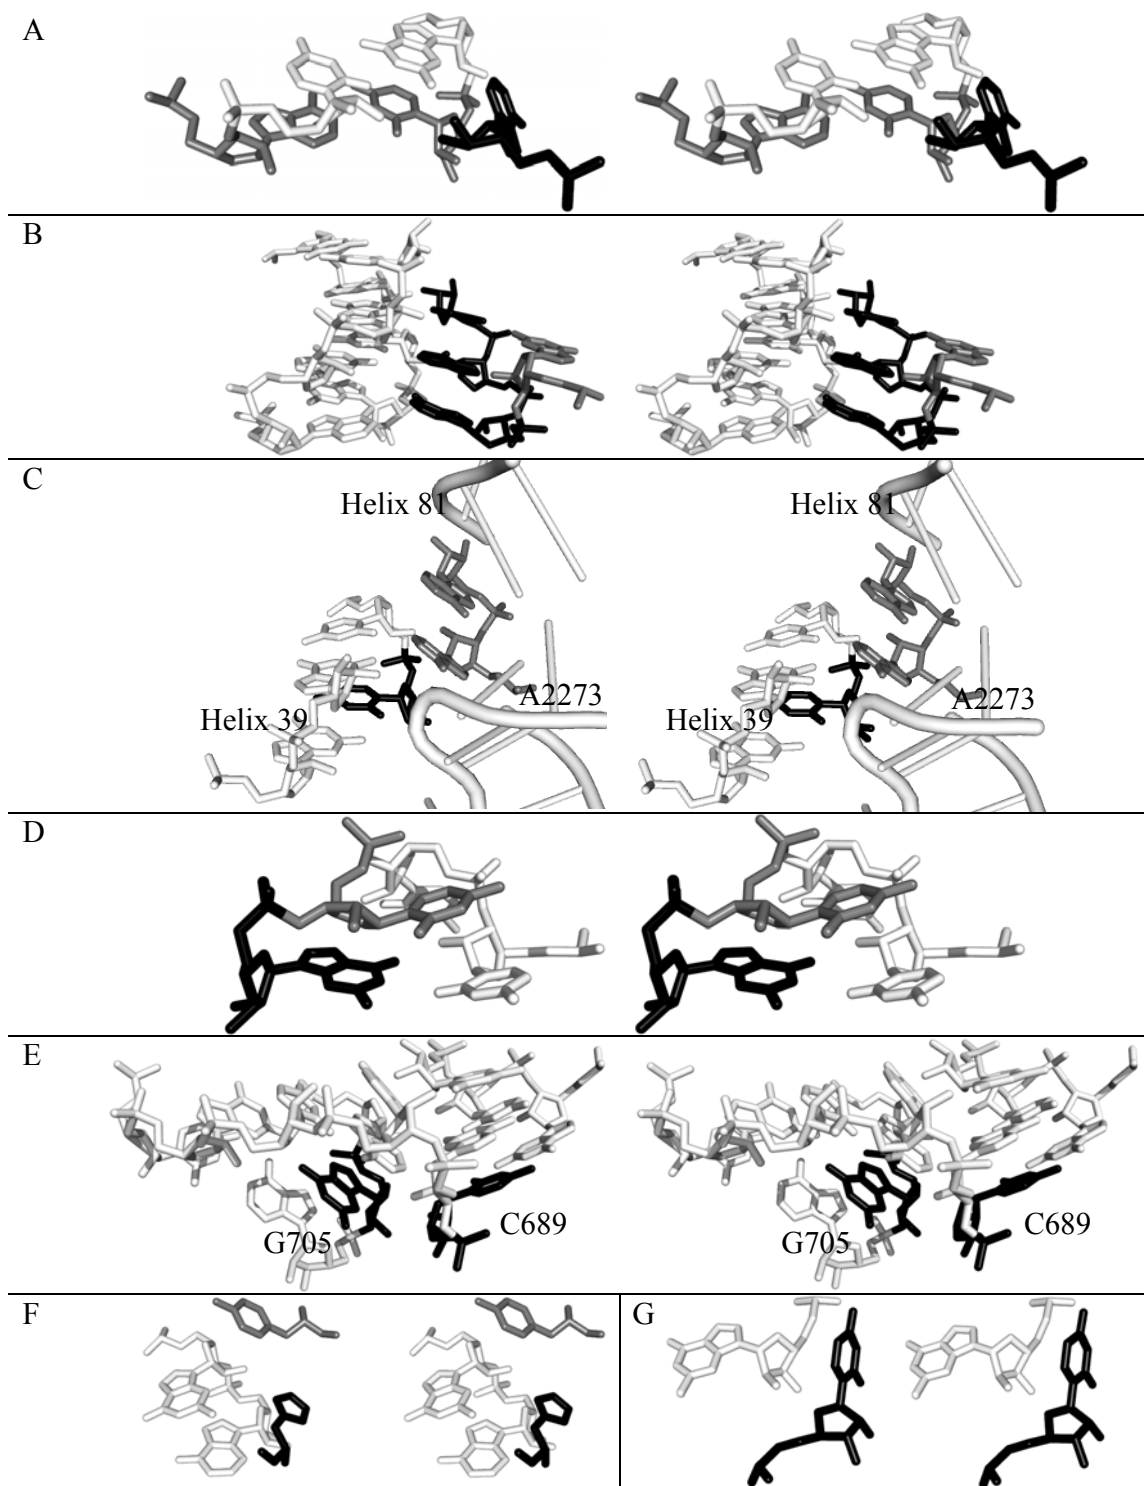 A
B
C
Helix 81 Helix 81
A2273 A2273
Helix 39 Helix 39
D
E
C689 C689
G705 G705
F G